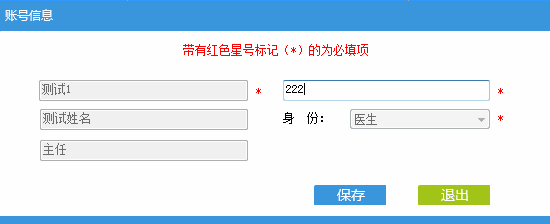 账号信息
带有红色星号标记（*）的为必填项
测试1 * 222 *
测试姓名 身 份： 医生 *
主任
保存 退出